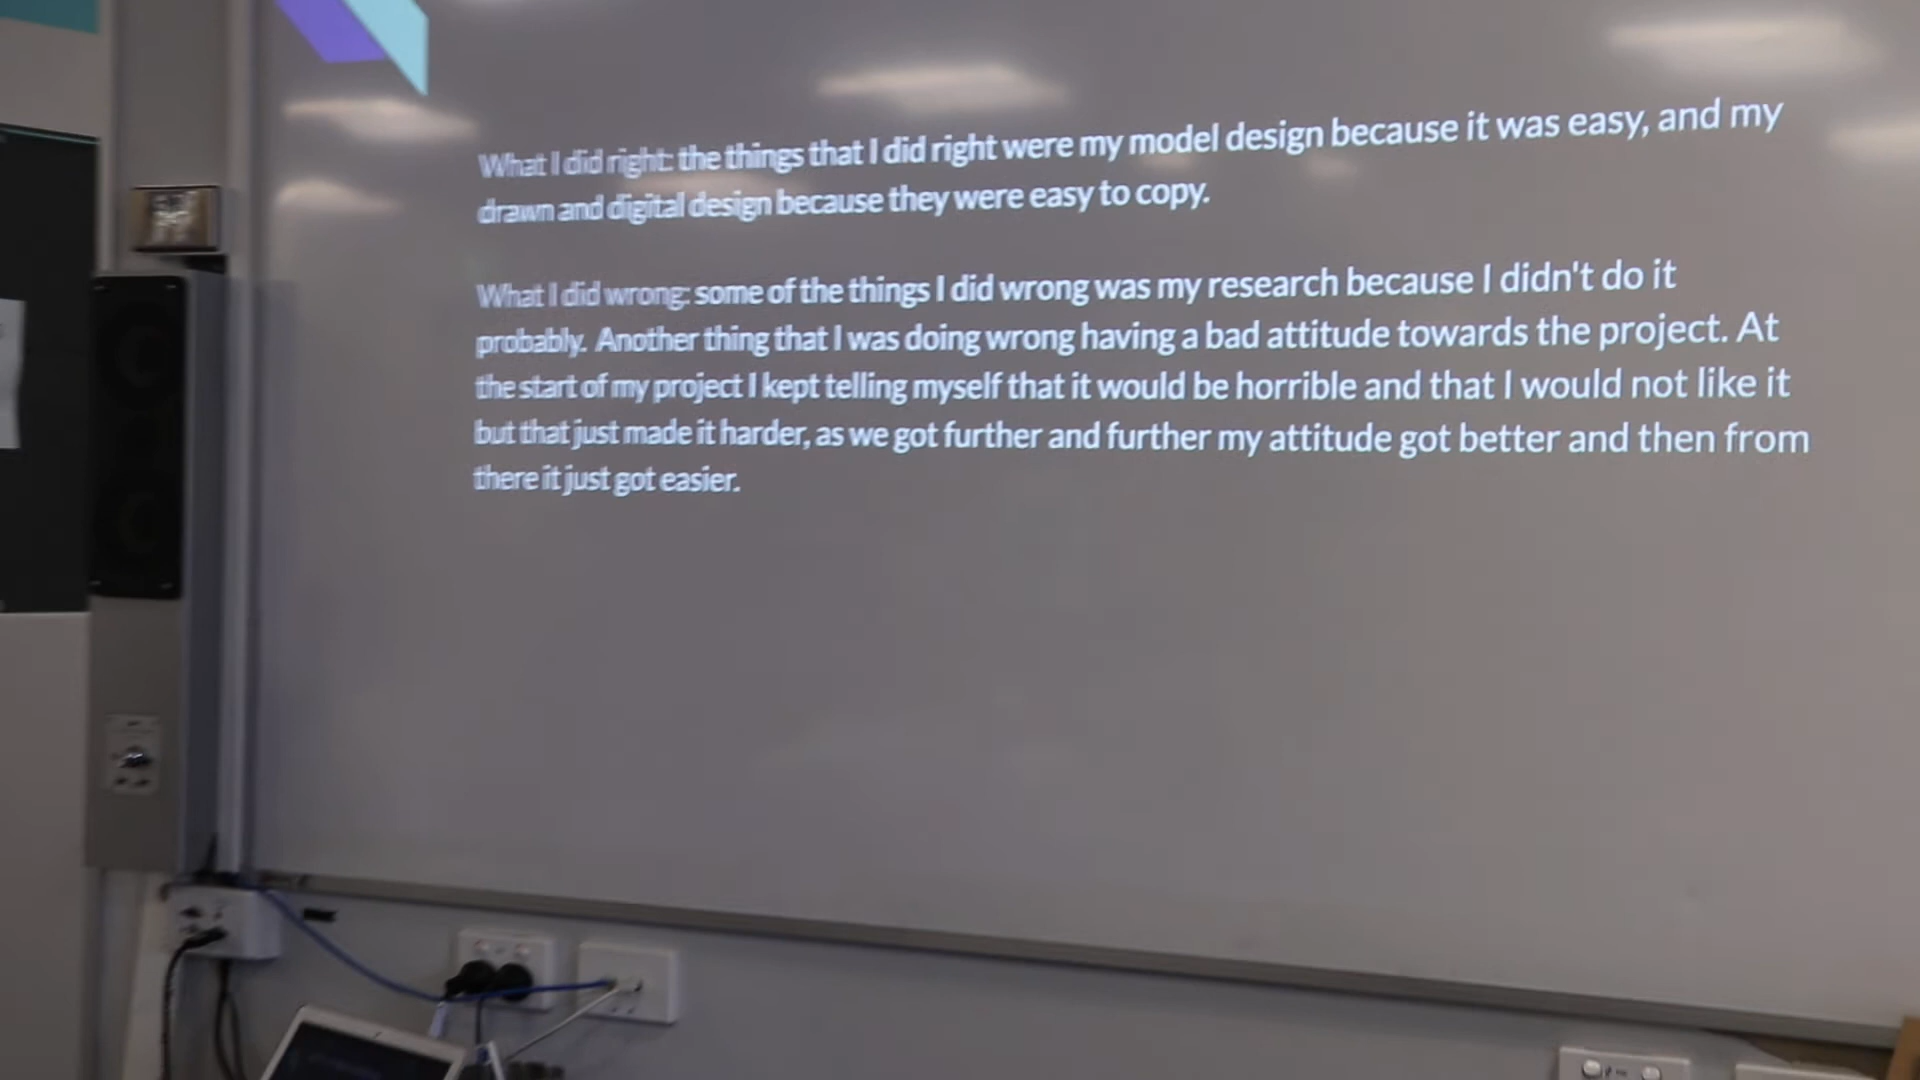 What I did right: the things that I did right were my model design because it was easy, and my
drawn and digital design because they were easy to copy.
What I did wrong: some of the things I did wrong was my research because I didn't do it
probably. Another thing that I was doing wrong having a bad attitude towards the project. At
the start of my project I kept telling myself that it would be horrible and that I would not like it
but that just made it harder, as we got further and further my attitude got better and then from
there it just got easier.